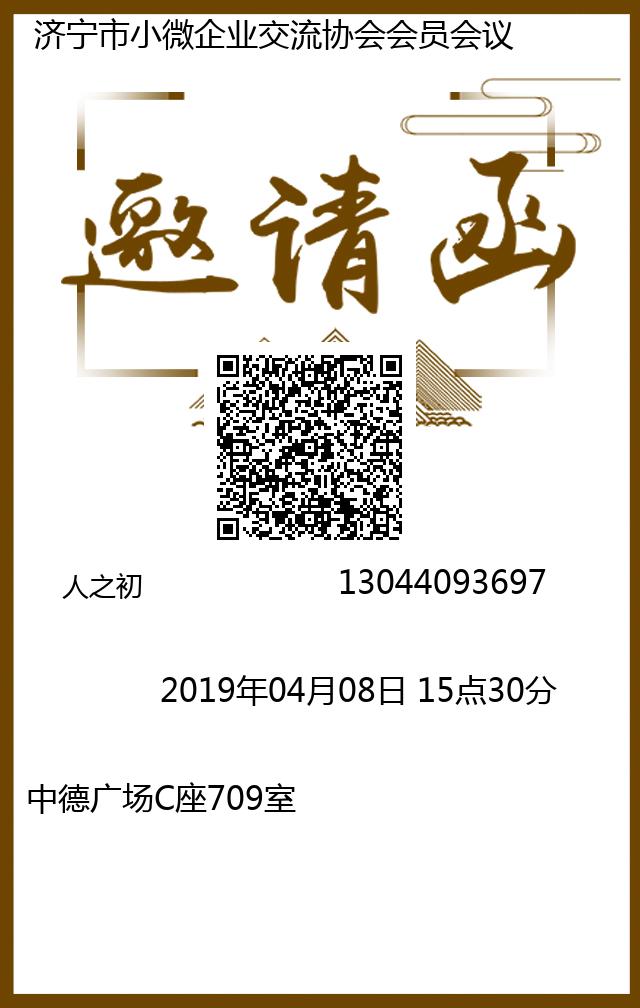 济宁市小微企业交流协会会员会议
邀请函
人之初 13044093697
2019年04月08日 15点30分
中德广场C座709室